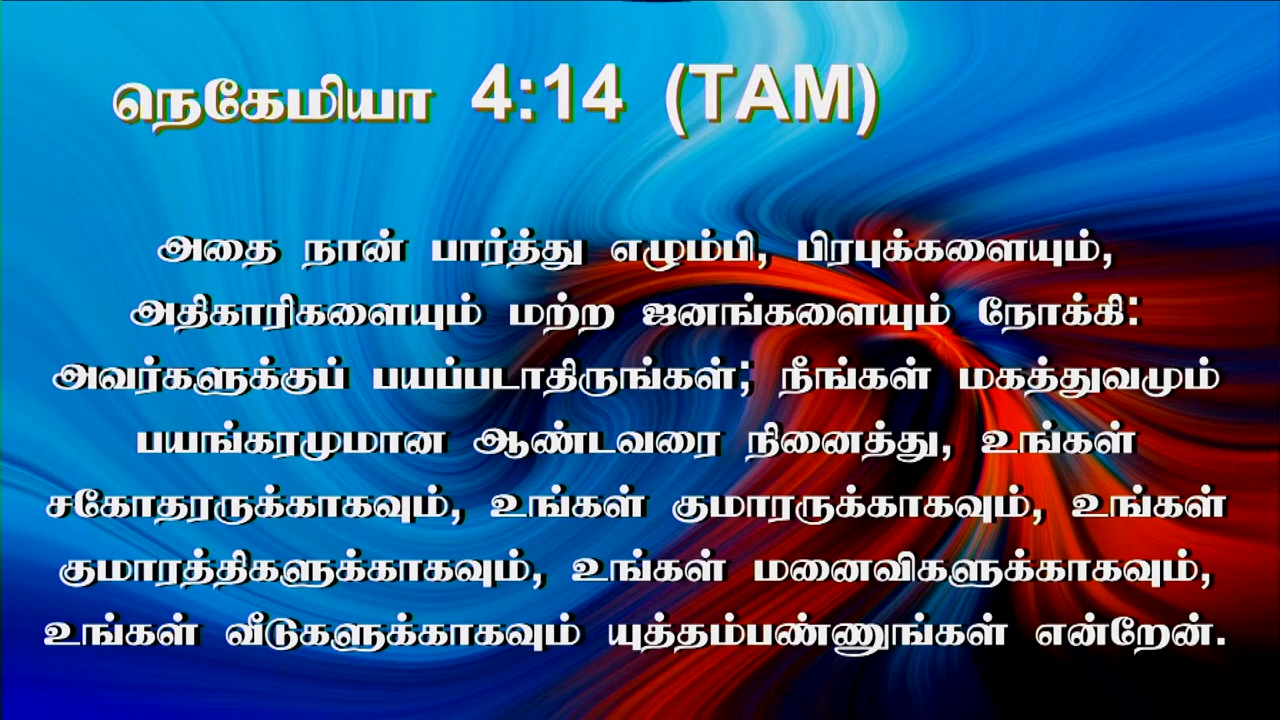 நெகேமியா 4:14 (TAM)
அதை நான் பார்த்து எழும்பி, பிரபுக்களையும்,
அதிகாரிகளையும் மற்ற ஜனங்களையும் நோக்கி:
அவர்களுக்குப் பயப்படாதிருங்கள்; நீங்கள் மகத்துவமும்
பயங்கரமுமான ஆண்டவரை நினைத்து, உங்கள்
சகோதரருக்காகவும், உங்கள் குமாரருக்காகவும், உங்கள்
குமாரத்திகளுக்காகவும், உங்கள் மனைவிகளுக்காகவும்,
உங்கள் வீடுகளுக்காகவும் யுத்தம்பண்ணுங்கள் என்றேன்.